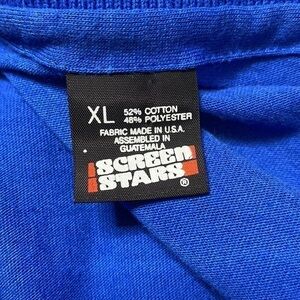 XL 52% COTTON
48% POLYESTER
FABRIC MADE IN U.S.A.
ASSEMBLED IN
GUATEMALA
SCREEN
STARS
®